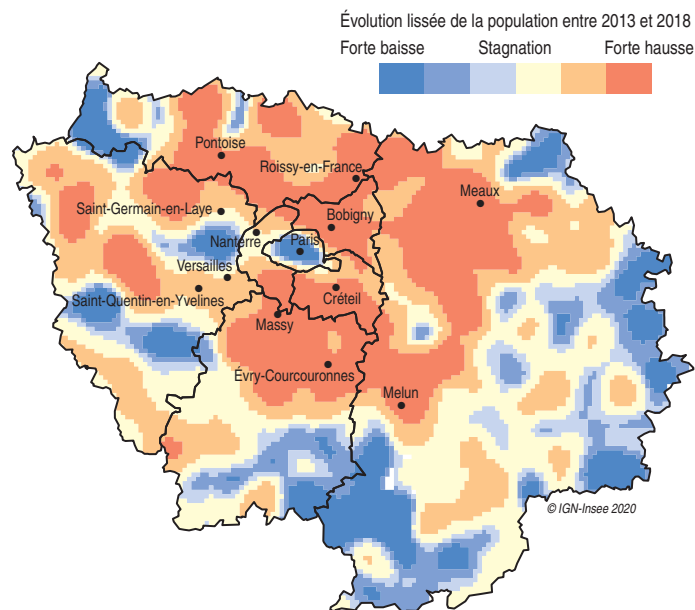 Évolution lissée de la population entre 2013 et 2018
Forte baisse Stagnation Forte hausse
Pontoise
Roissy-en-France
Meaux
Saint-Germain-en-Laye
Bobigny
Nanterre
Paris
Versailles
Saint-Quentin-en-Yvelines
Créteil
Massy
Évry-Courcouronnes
Melun
© IGN-Insee 2020